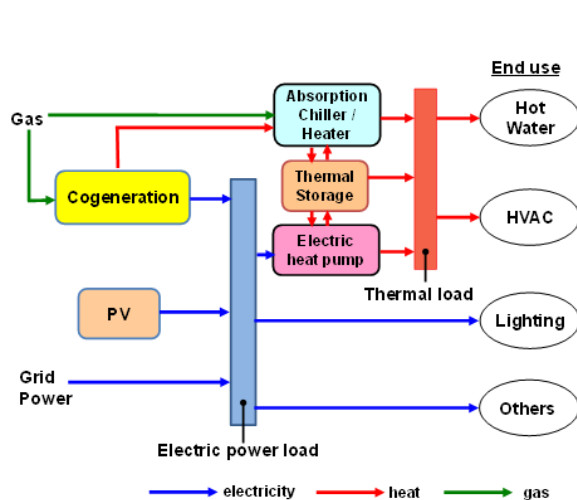 End use
Absorption
Chiller /
Heater
Hot
Water
Gas
Thermal
Storage
Cogeneration
HVAC
Electric
heat pump
Thermal load
PV
Lighting
Grid
Power
Others
Electric power load
electricity
heat
gas